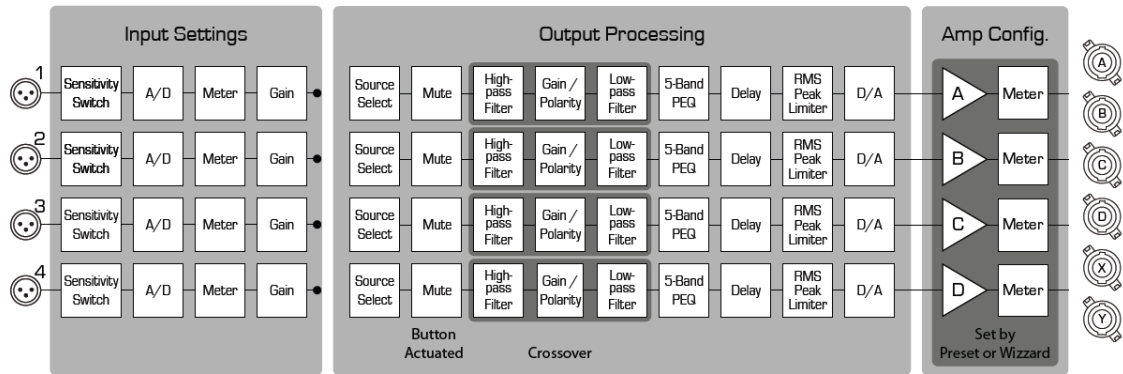 Input Settings
Output Processing
Amp Config.
1
Sensitivity Switch
A/D
Meter
Gain
Source Select
Mute
High-pass Filter
Gain / Polarity
Low-pass Filter
5-Band PEQ
Delay
RMS Peak Limiter
D/A
A
Meter
2
Sensitivity Switch
A/D
Meter
Gain
Source Select
Mute
High-pass Filter
Gain / Polarity
Low-pass Filter
5-Band PEQ
Delay
RMS Peak Limiter
D/A
B
Meter
3
Sensitivity Switch
A/D
Meter
Gain
Source Select
Mute
High-pass Filter
Gain / Polarity
Low-pass Filter
5-Band PEQ
Delay
RMS Peak Limiter
D/A
C
Meter
4
Sensitivity Switch
A/D
Meter
Gain
Source Select
Mute
High-pass Filter
Gain / Polarity
Low-pass Filter
5-Band PEQ
Delay
RMS Peak Limiter
D/A
D
Meter
Button Actuated
Crossover
Set by
Preset or Wizzard
A
B
C
D
X
Y